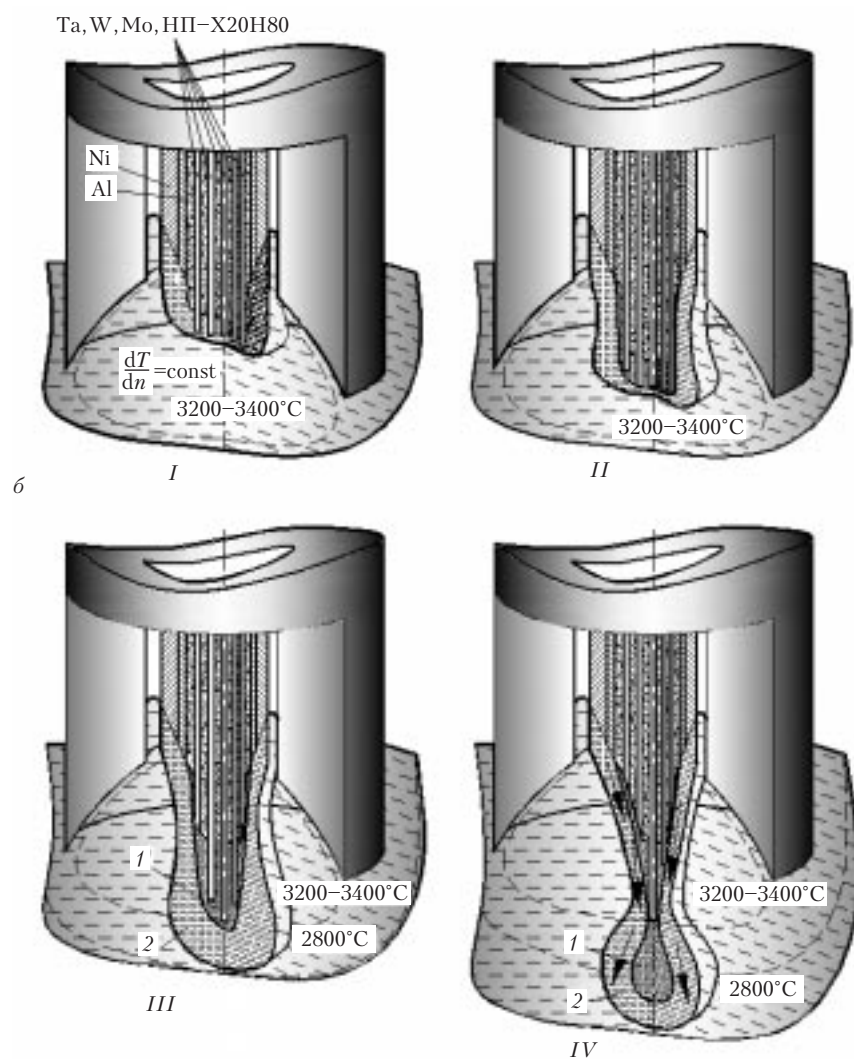 Ta, W, Mo, НП−Х20Н80
Ni
Al
dT
dn
=const
3200−3400°C
I
3200−3400°C
II
б
1
3200−3400°C
2
2800°C
III
3200−3400°C
1
2800°C
2
IV